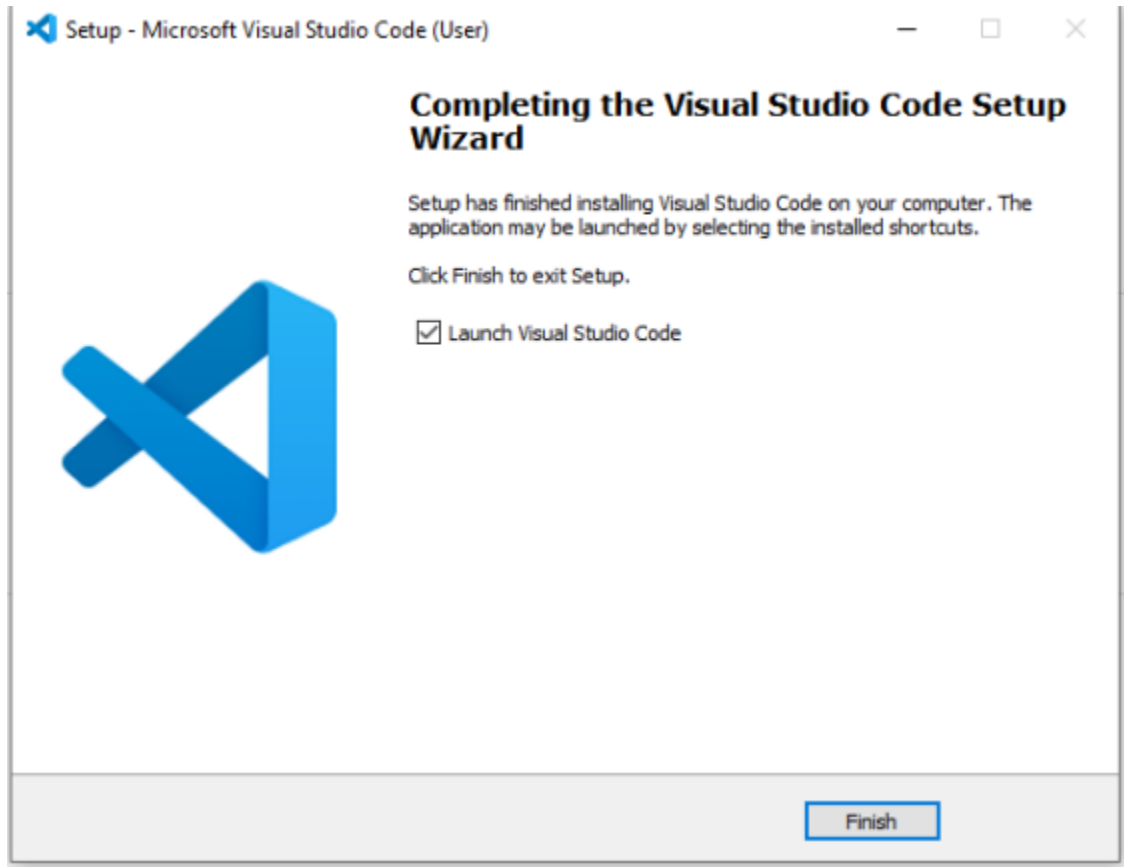 Setup - Microsoft Visual Studio Code (User)
Completing the Visual Studio Code Setup
Wizard
Setup has finished installing Visual Studio Code on your computer. The
application may be launched by selecting the installed shortcuts.
Click Finish to exit Setup.
Launch Visual Studio Code
Finish